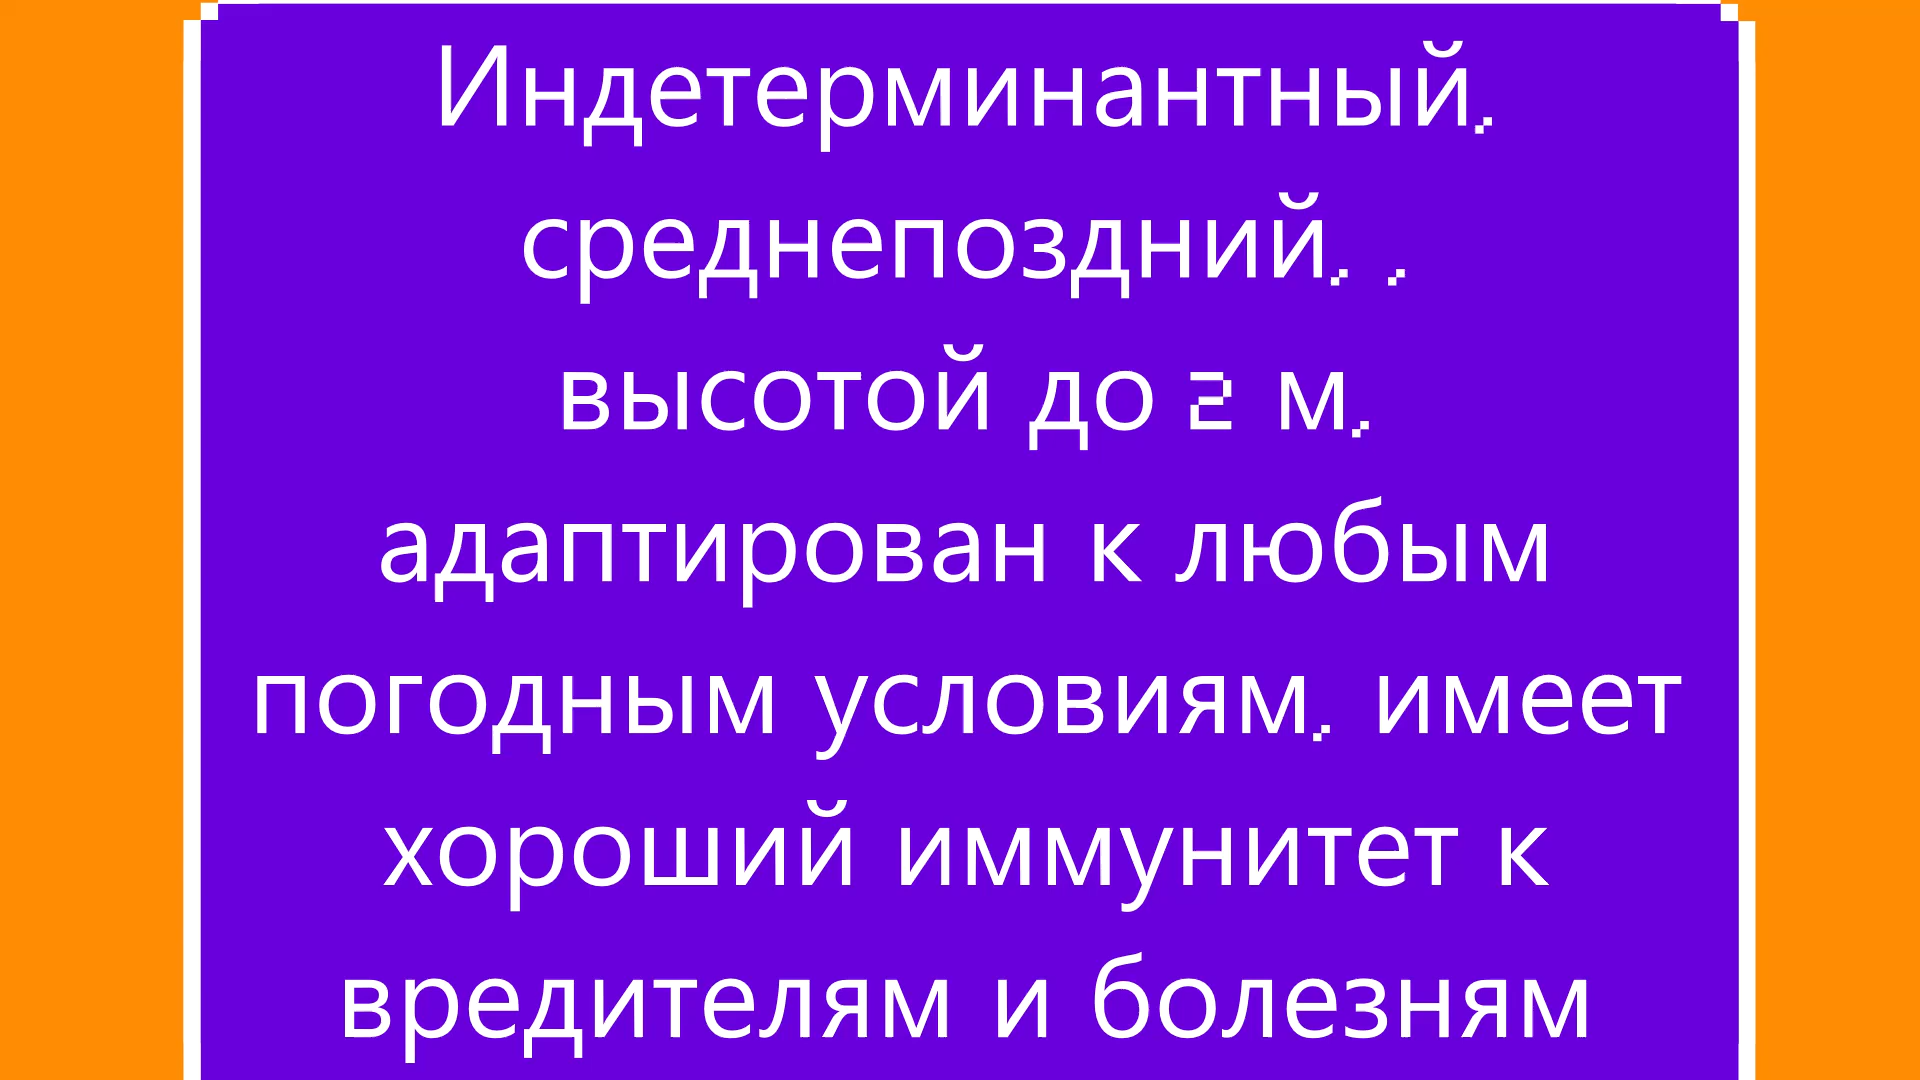 Индетерминантный,
среднепоздний, ,
высотой до 2 м,
адаптирован к любым
погодным условиям, имеет
хороший иммунитет к
вредителям и болезням